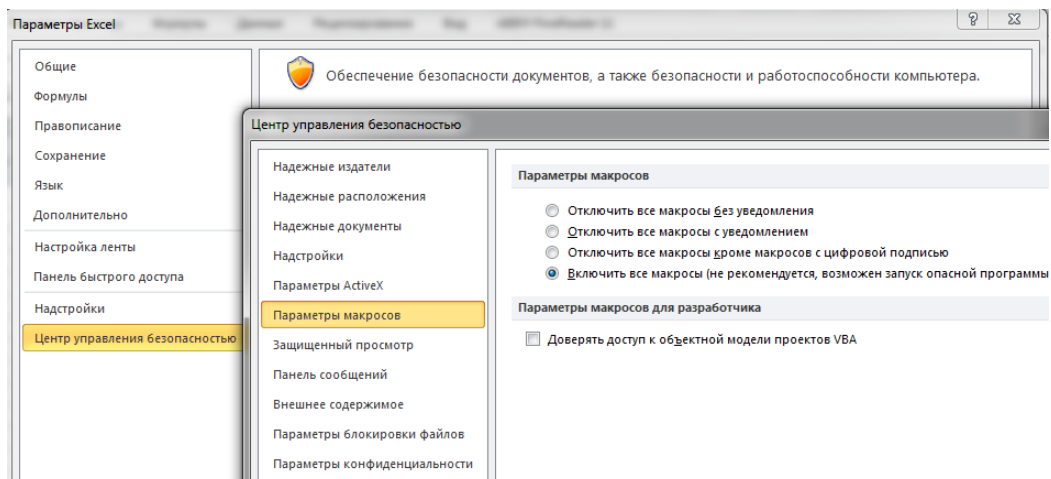 Параметры Excel
Общие
Формулы
Правописание
Сохранение
Язык
Дополнительно
Настройка ленты
Панель быстрого доступа
Надстройки
Центр управления безопасностью
Обеспечение безопасности документов, а также безопасности и работоспособности компьютера.
Центр управления безопасностью
Надежные издатели
Надежные расположения
Надежные документы
Надстройки
Параметры ActiveX
Параметры макросов
Защищенный просмотр
Панель сообщений
Внешнее содержимое
Параметры блокировки файлов
Параметры конфиденциальности
Параметры макросов
Отключить все макросы без уведомления
Отключить все макросы с уведомлением
Отключить все макросы кроме макросов с цифровой подписью
Включить все макросы (не рекомендуется, возможен запуск опасной программы
Параметры макросов для разработчика
Доверять доступ к объектной модели проектов VBA